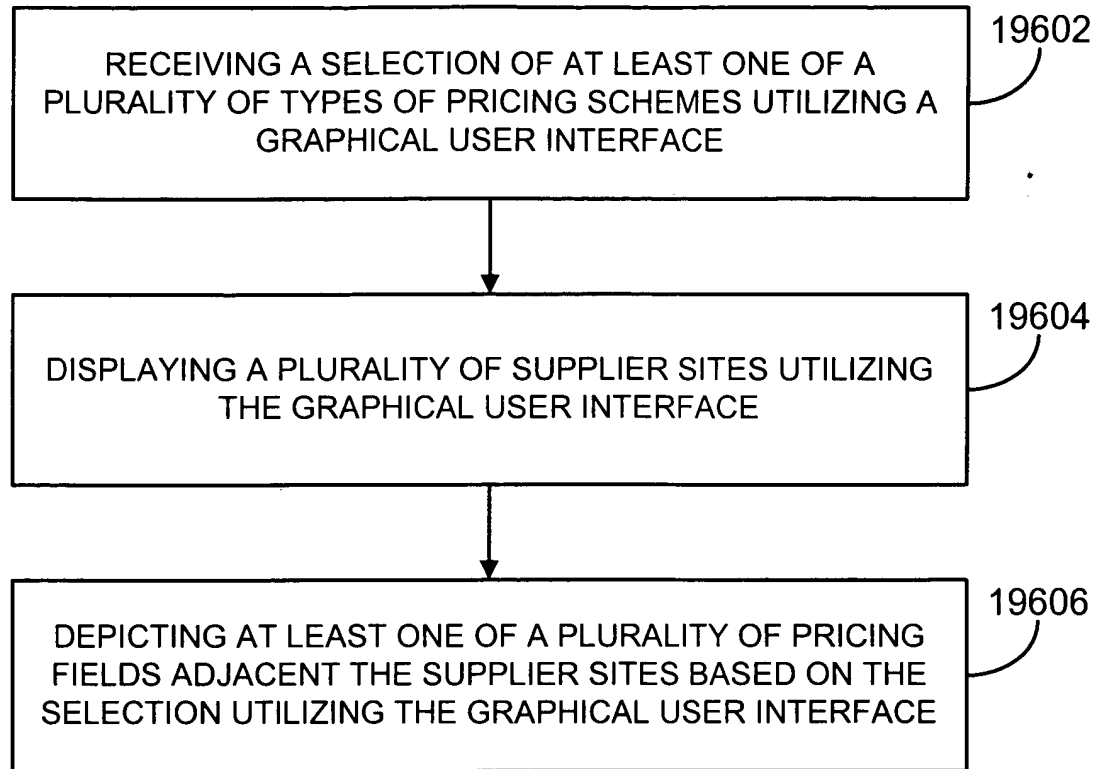 19602
RECEIVING A SELECTION OF AT LEAST ONE OF A
PLURALITY OF TYPES OF PRICING SCHEMES UTILIZING A
GRAPHICAL USER INTERFACE
19604
DISPLAYING A PLURALITY OF SUPPLIER SITES UTILIZING
THE GRAPHICAL USER INTERFACE
19606
DEPICTING AT LEAST ONE OF A PLURALITY OF PRICING
FIELDS ADJACENT THE SUPPLIER SITES BASED ON THE
SELECTION UTILIZING THE GRAPHICAL USER INTERFACE